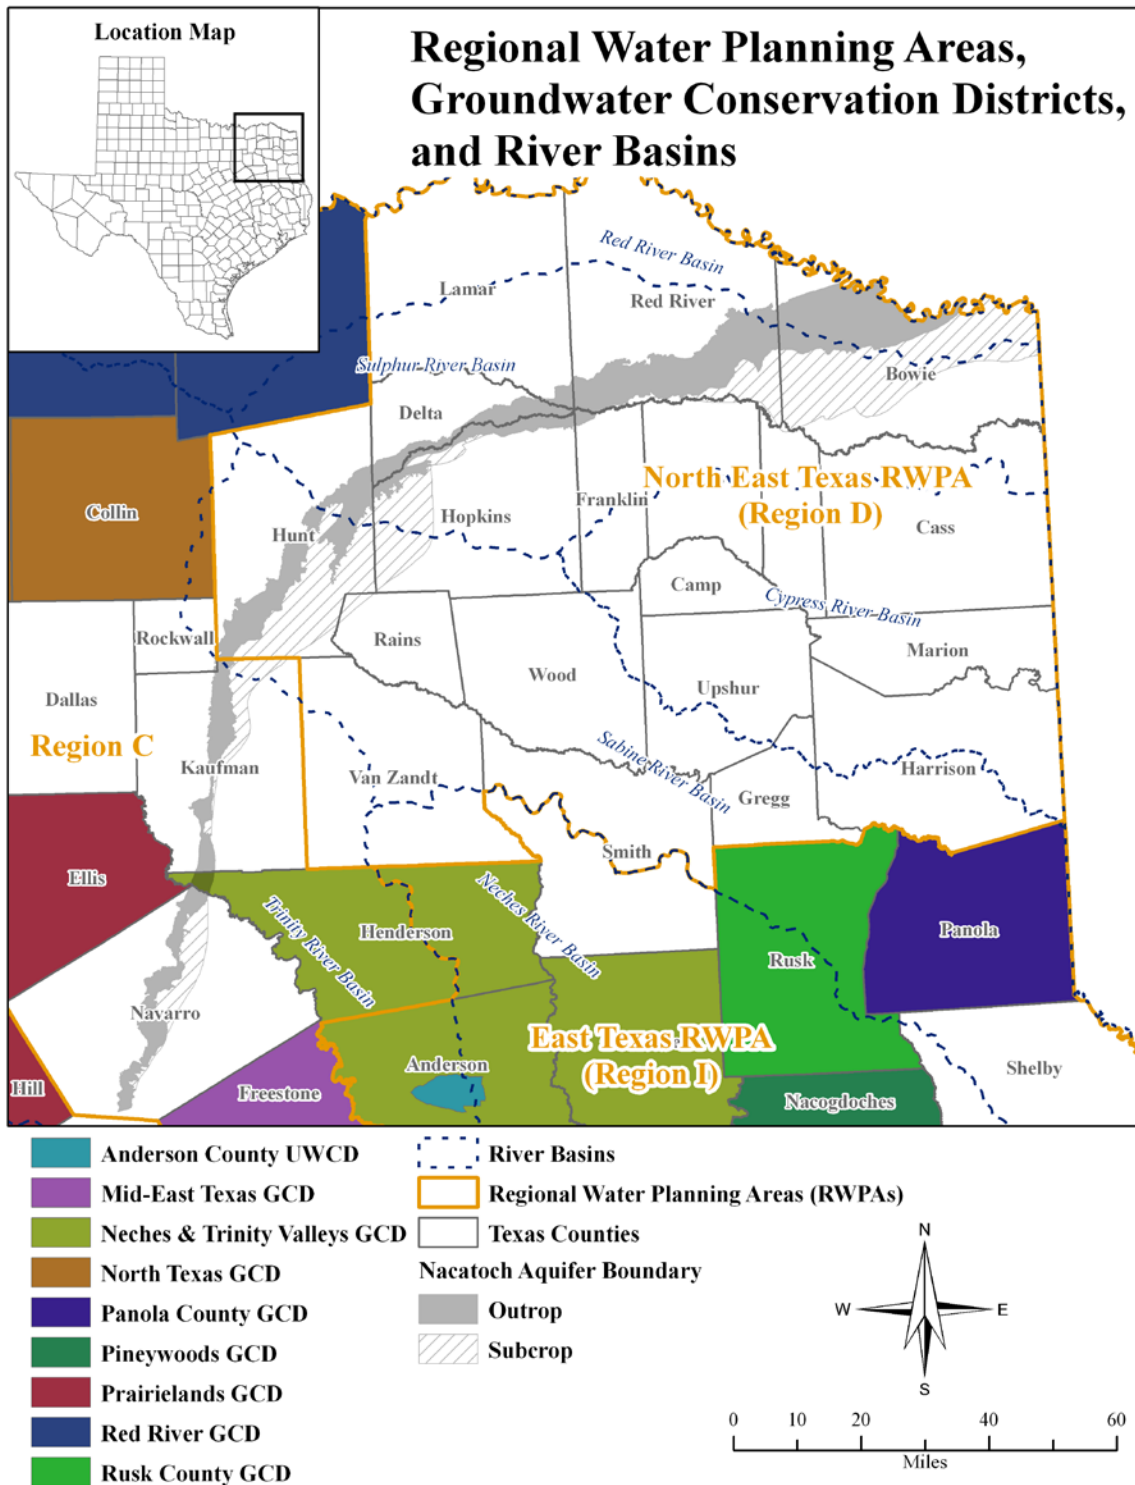 Location Map
Regional Water Planning Areas,
Groundwater Conservation Districts,
and River Basins
Red River Basin
Lamar
Red River
Sulphur River Basin
Bowie
Delta
North East Texas RWPA
(Region D)
Collin
Franklin
Hopkins
Hunt
Cass
Camp
Cypress River Basin
Rockwall
Rains
Marion
Wood
Upshur
Dallas
Region C
Kaufman
Van Zandt
Sabine River Basin
Harrison
Gregg
Smith
Ellis
Neches River Basin
Trinity River Basin
Henderson
Panola
Rusk
Navarro
East Texas RWPA
(Region I)
Anderson
Shelby
Hill
Freestone
Nacogdoches
Anderson County UWCD
Mid-East Texas GCD
Neches & Trinity Valleys GCD
North Texas GCD
Panola County GCD
Pineywoods GCD
Prairielands GCD
Red River GCD
Rusk County GCD
River Basins
Regional Water Planning Areas (RWPAs)
Texas Counties
Nacatoch Aquifer Boundary
Outrop
Subcrop
N
W E
S
0 10 20 40 60
Miles